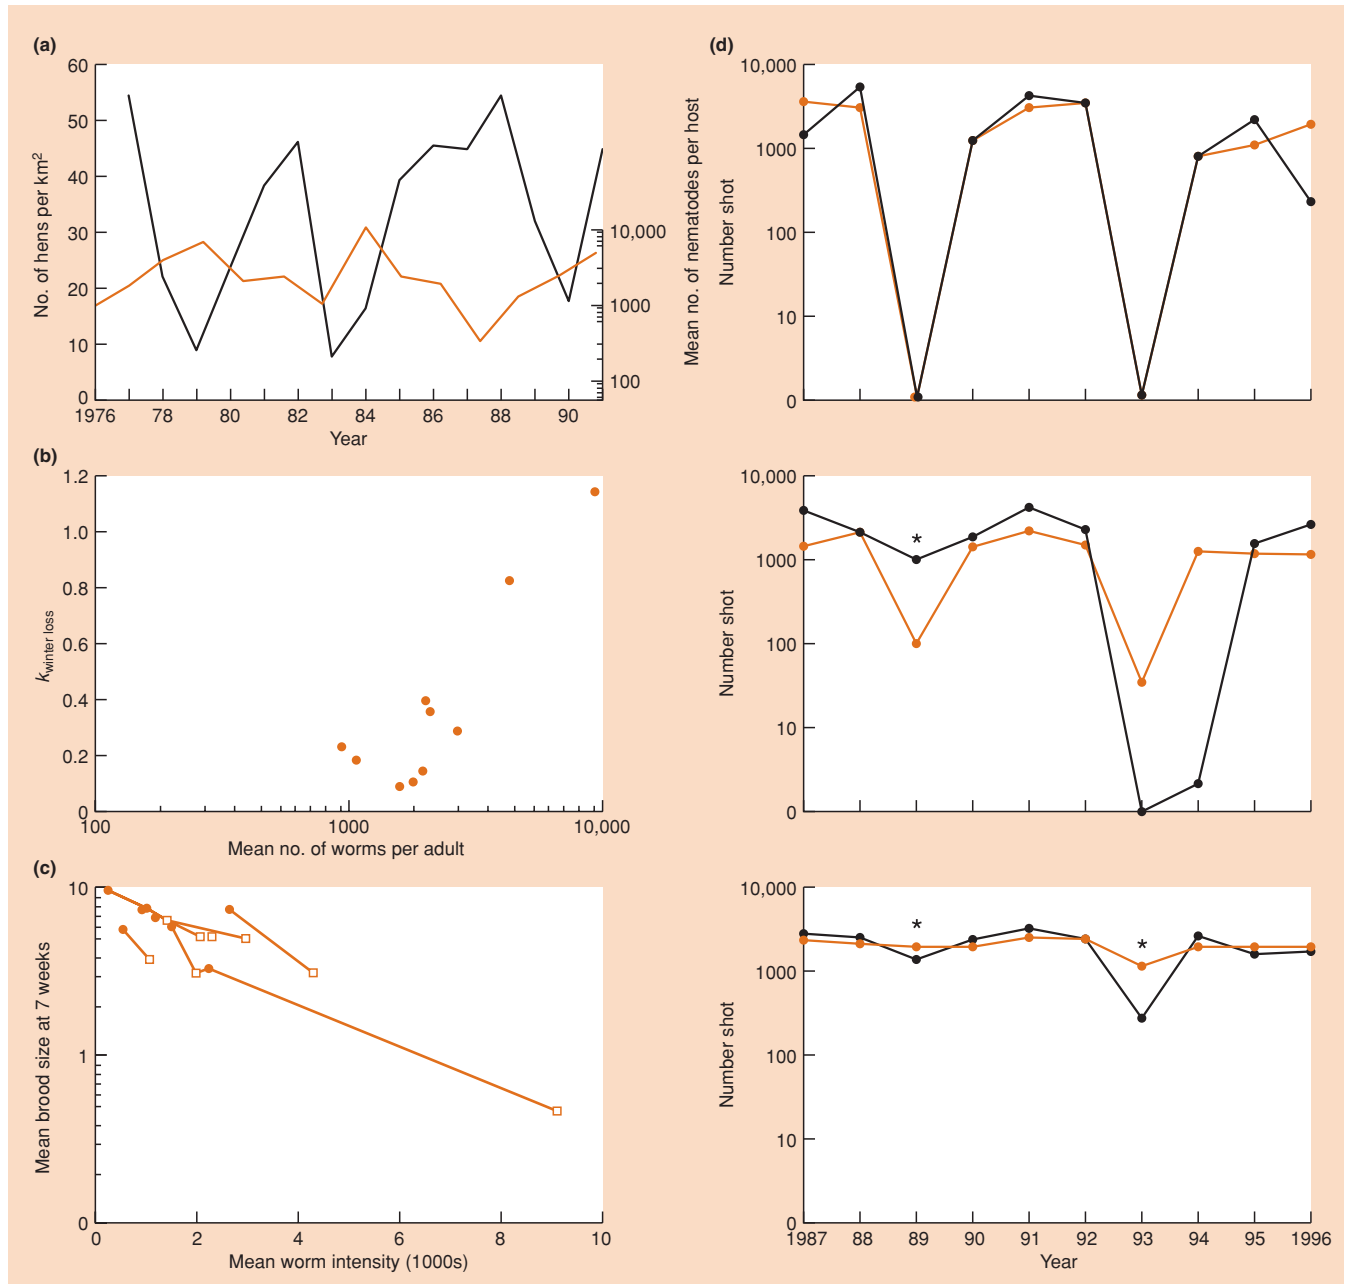 (a)
60
50
40
30
20
10
0
No. of hens per km2
10,000
1000
100
Mean no. of nematodes per host
1976 78 80 82 84 86 88 90
Year
(b)
1.2
1.0
0.8
0.6
0.4
0.2
0
kwinter loss
100 1000 10,000
Mean no. of worms per adult
(c)
10
1
0
Mean brood size at 7 weeks
0 2 4 6 8 10
Mean worm intensity (1000s)
(d)
10,000
1000
100
10
0
Number shot
10,000
1000
100
10
0
Number shot
*
10,000
1000
100
10
0
Number shot
* *
1987 88 89 90 91 92 93 94 95 1996
Year